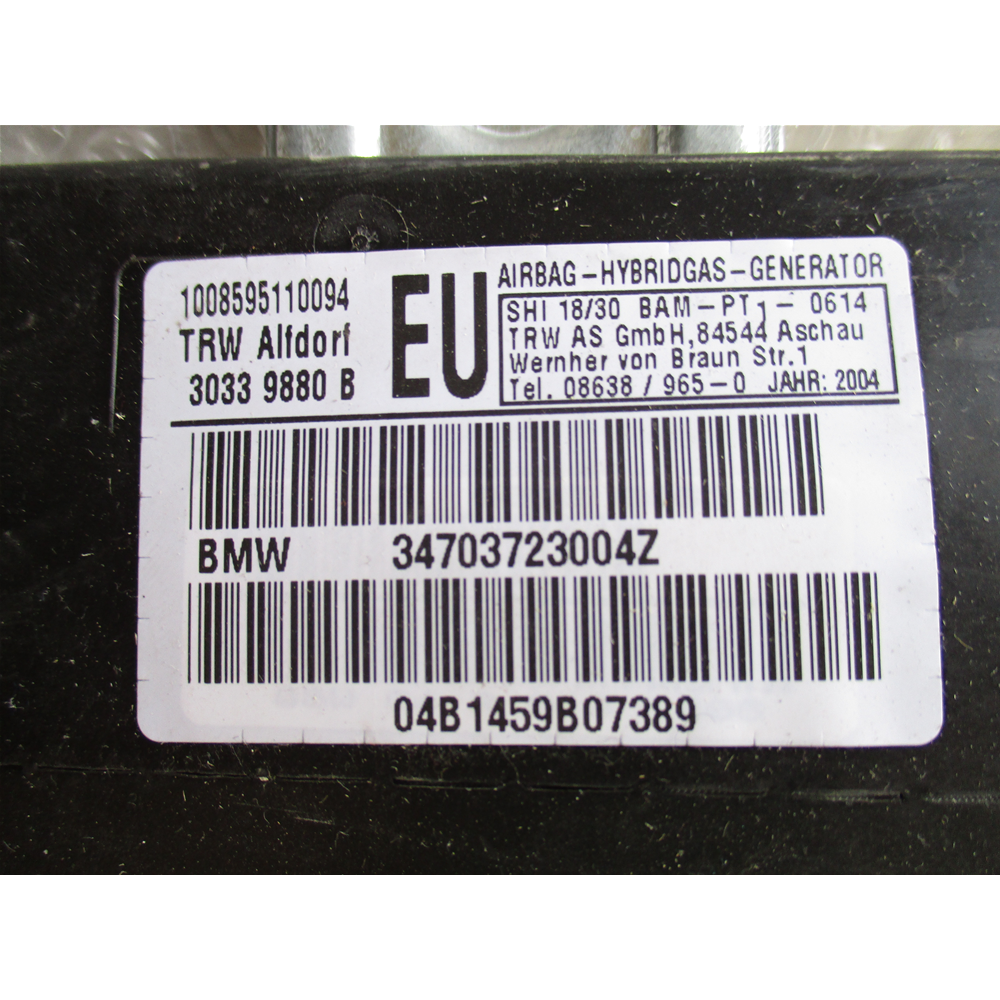 1008595110094
TRW Alfdorf
3033 9880 B
EU
AIRBAG-HYBRIDGAS-GENERATOR
SHI 18/30 BAM-PT1-0614
TRW AS GmbH,84544 Aschau
Wernher von Braun Str.1
Tel. 08638 / 965-0 JAHR: 2004
BMW 34703723004Z
04B1459B07389